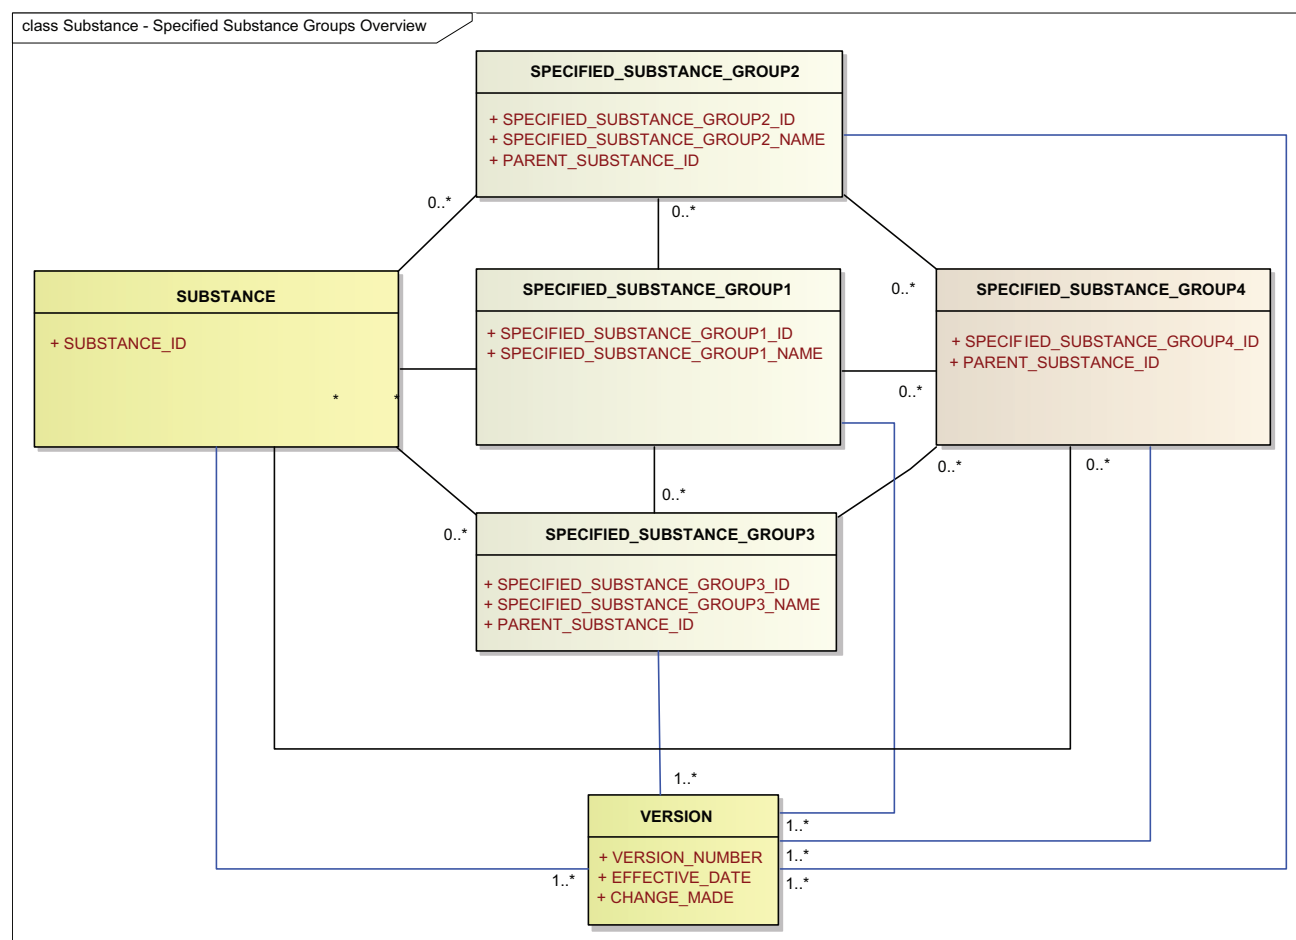 class Substance - Specified Substance Groups Overview
SPECIFIED_SUBSTANCE_GROUP2
+ SPECIFIED_SUBSTANCE_GROUP2_ID
+ SPECIFIED_SUBSTANCE_GROUP2_NAME
+ PARENT_SUBSTANCE_ID
0..*
0..*
SUBSTANCE
+ SUBSTANCE_ID
*
*
SPECIFIED_SUBSTANCE_GROUP1
+ SPECIFIED_SUBSTANCE_GROUP1_ID
+ SPECIFIED_SUBSTANCE_GROUP1_NAME
0..*
SPECIFIED_SUBSTANCE_GROUP4
+ SPECIFIED_SUBSTANCE_GROUP4_ID
+ PARENT_SUBSTANCE_ID
0..*
0..*
0..*
0..*
0..*
SPECIFIED_SUBSTANCE_GROUP3
+ SPECIFIED_SUBSTANCE_GROUP3_ID
+ SPECIFIED_SUBSTANCE_GROUP3_NAME
+ PARENT_SUBSTANCE_ID
1..*
VERSION
+ VERSION_NUMBER
+ EFFECTIVE_DATE
+ CHANGE_MADE
1..*
1..*
1..*
1..*